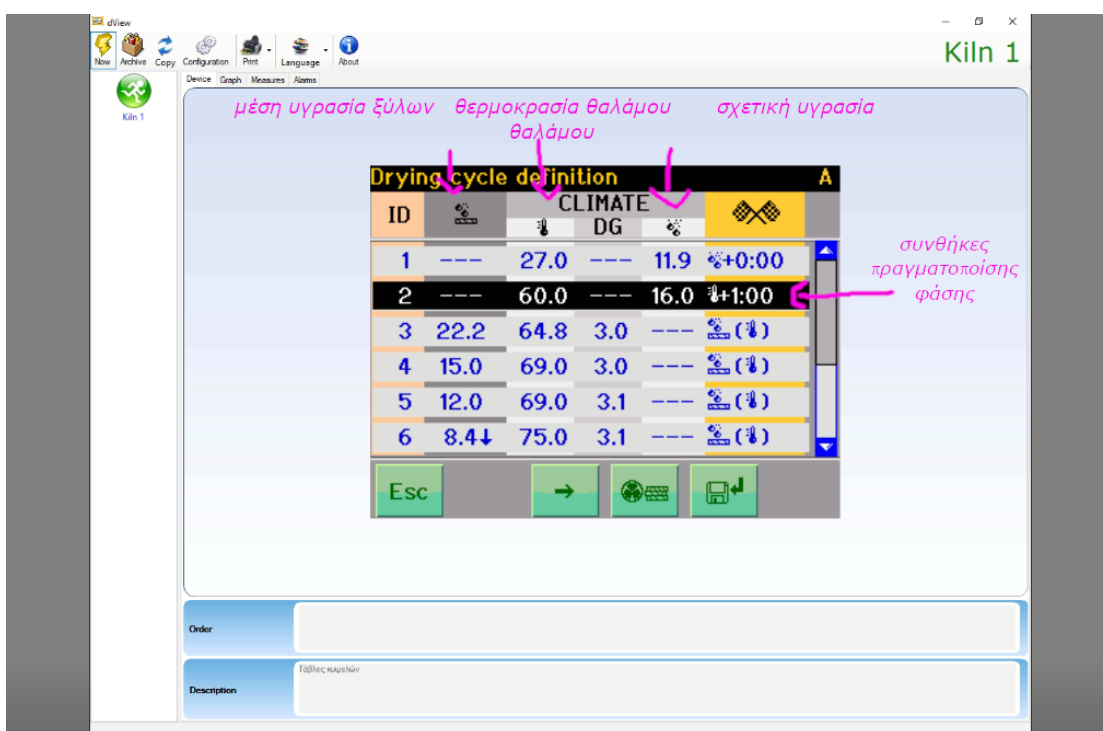 dView
Kiln 1
Now Archive Copy Configuration Print Language About
Device Graph Measures Alarms
Kiln 1
μέση υγρασία ξύλων
θερμοκρασία θαλάμου
θαλάμου
σχετική υγρασία
Drying cycle definition A
CLIMATE
ID DG
1 --- 27.0 --- 11.9 +0:00
2 --- 60.0 --- 16.0 +1:00
3 22.2 64.8 3.0 --- ( )
4 15.0 69.0 3.0 --- ( )
5 12.0 69.0 3.1 --- ( )
6 8.4↓ 75.0 3.1 --- ( )
συνθήκες
πραγματοποίσης
φάσης
Esc →
Order
Τάβλες κυψελών
Description